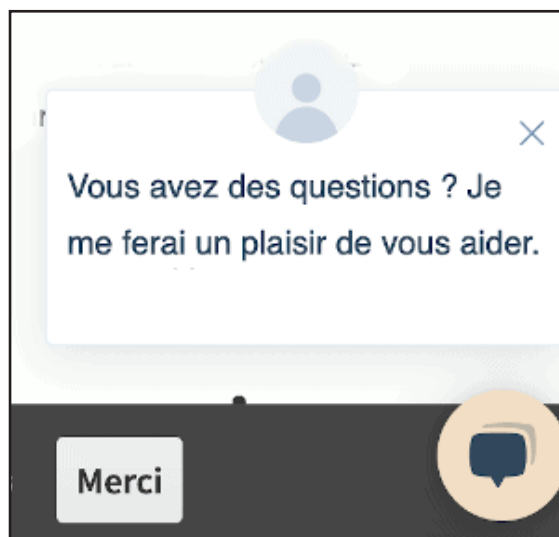 Vous avez des questions ? Je
me ferai un plaisir de vous aider.
Merci